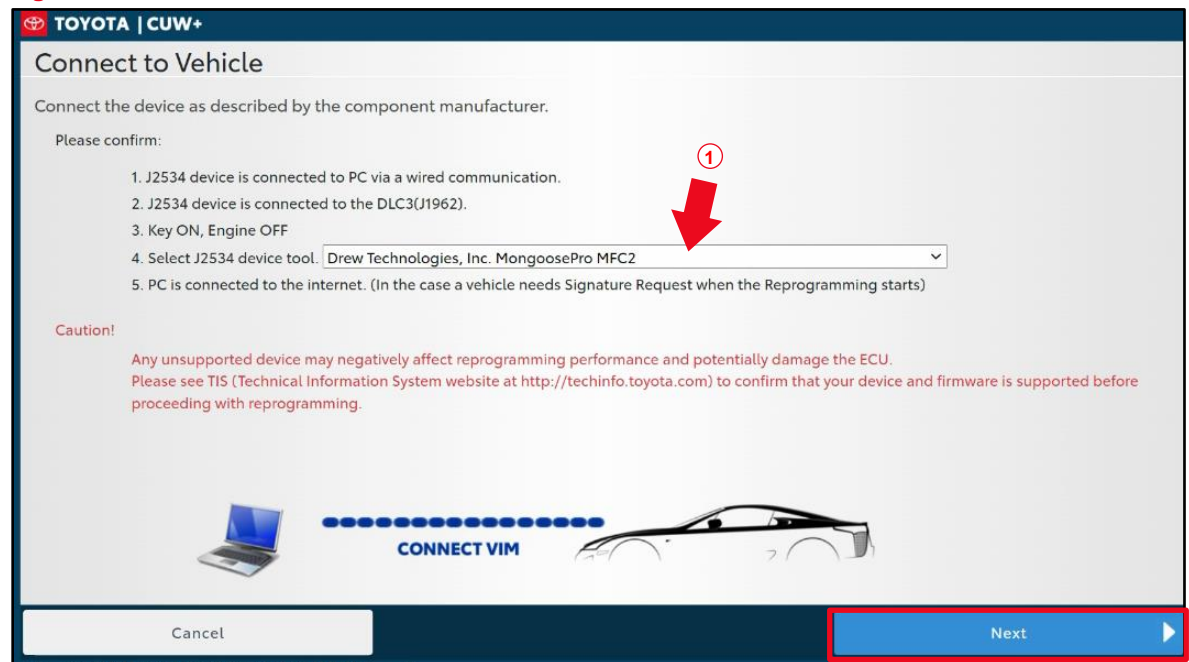 TOYOTA | CUW+
Connect to Vehicle
Connect the device as described by the component manufacturer.
Please confirm:
1. J2534 device is connected to PC via a wired communication.
2. J2534 device is connected to the DLC3(J1962).
3. Key ON, Engine OFF
4. Select J2534 device tool. Drew Technologies, Inc. MongoosePro MFC2
5. PC is connected to the internet. (In the case a vehicle needs Signature Request when the Reprogramming starts)
1
Caution!
Any unsupported device may negatively affect reprogramming performance and potentially damage the ECU.
Please see TIS (Technical Information System website at http://techinfo.toyota.com) to confirm that your device and firmware is supported before
proceeding with reprogramming.
CONNECT VIM
Cancel
Next